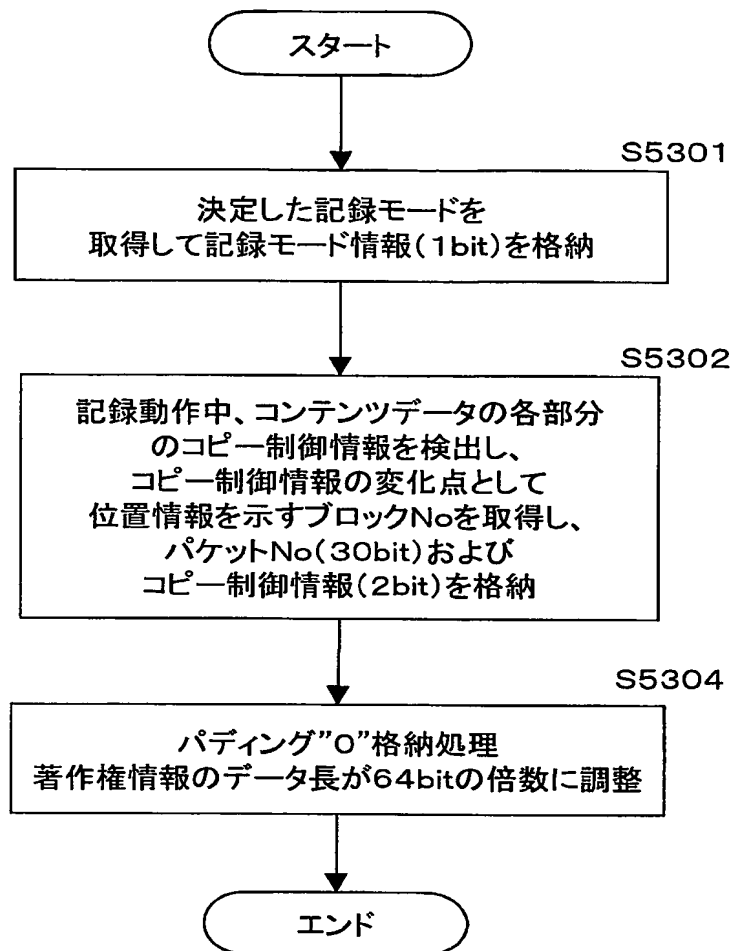 スタート
S5301
決定した記録モードを
取得して記録モード情報(1bit)を格納
S5302
記録動作中、コンテンツデータの各部分
のコピー制御情報を検出し、
コピー制御情報の変化点として
位置情報を示すブロックNoを取得し、
パケットNo(30bit)および
コピー制御情報(2bit)を格納
S5304
パディング”0”格納処理
著作権情報のデータ長が64bitの倍数に調整
エンド